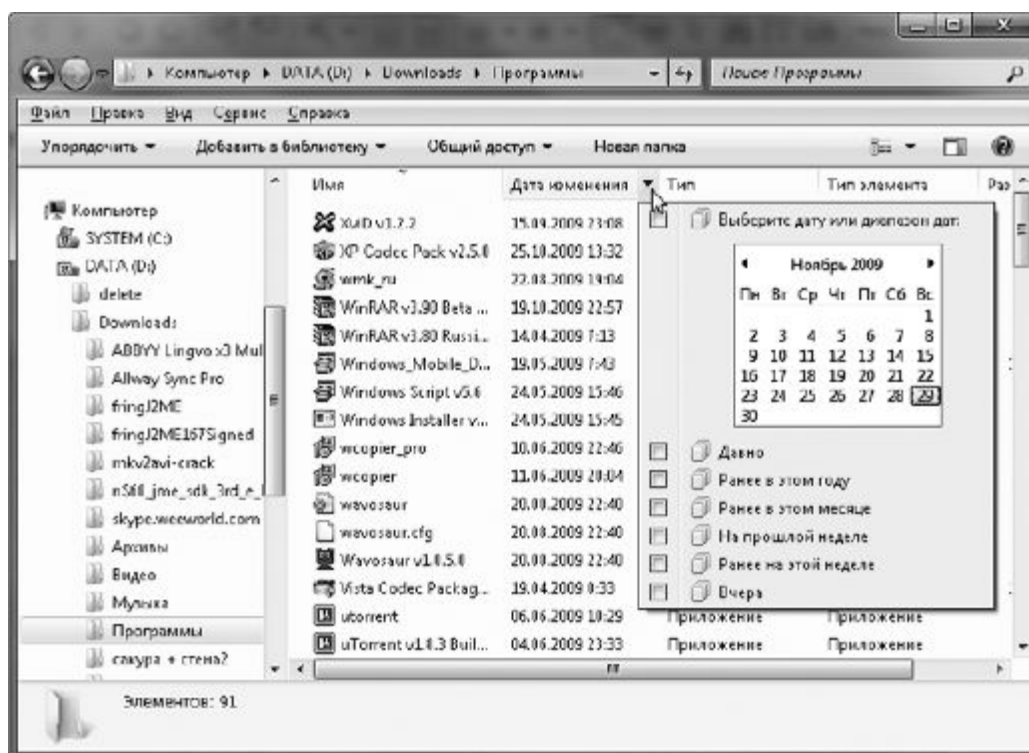 Компьютер ▸ DATA (D:) ▸ Downloads ▸ Программы
Поиск: Программы
Файл Правка Вид Сервис Справка
Упорядочить Добавить в библиотеку Общий доступ Новая папка
Имя Дата изменения Тип Тип элемента Раз
Компьютер
SYSTEM (C:)
DATA (D:)
delete
Downloads
ABBYY Lingvo x3 Mul
Allway Sync Pro
fringJ2ME
fringJ2ME167Signed
mkv2avi-crack
skype.weeworld.com
Архивы
Видео
Музыка
Программы
сакура + стена2
XviD v1.2.2 15.09.2009 23:08
XP Codec Pack v2.5.0 25.10.2009 13:32
wmk_ru 22.08.2009 19:04
WinRAR v3.90 Beta ... 19.10.2009 22:57
WinRAR v3.80 Russi... 14.04.2009 7:13
Windows_Mobile_D... 19.05.2009 7:43
Windows Script v5.6 24.05.2009 15:46
Windows Installer v... 24.05.2009 15:45
wcopier_pro 10.06.2009 22:46
wcopier 11.06.2009 20:04
wavosaur 20.08.2009 22:40
wavosaur.cfg 20.08.2009 22:40
Wavosaur v1.0.5.0 20.08.2009 22:40
Vista Codec Packag... 19.04.2009 0:33
utorrent 06.06.2009 10:29 Приложение Приложение
uTorrent v1.8.3 Buil... 04.06.2009 23:33 Приложение Приложение
Выберите дату или диапазон дат:
Ноябрь 2009
Пн Вт Ср Чт Пт Сб Вс
1
2 3 4 5 6 7 8
9 10 11 12 13 14 15
16 17 18 19 20 21 22
23 24 25 26 27 28 29
30
Давно
Ранее в этом году
Ранее в этом месяце
На прошлой неделе
Ранее на этой неделе
Вчера
Элементов: 91